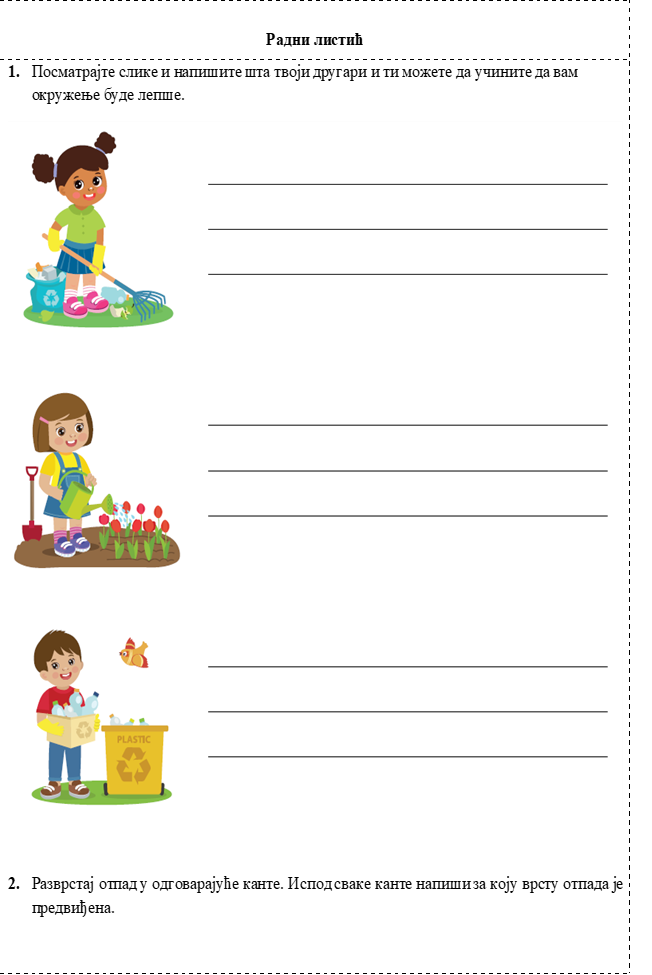 Радни листић
1. Посматрајте слике и напишите шта твоји другари и ти можете да учините да вам
окружење буде лепше.
PLASTIC
2. Разврстај отпад у одговарајуће канте. Испод сваке канте напиши за коју врсту отпада је
предвиђена.